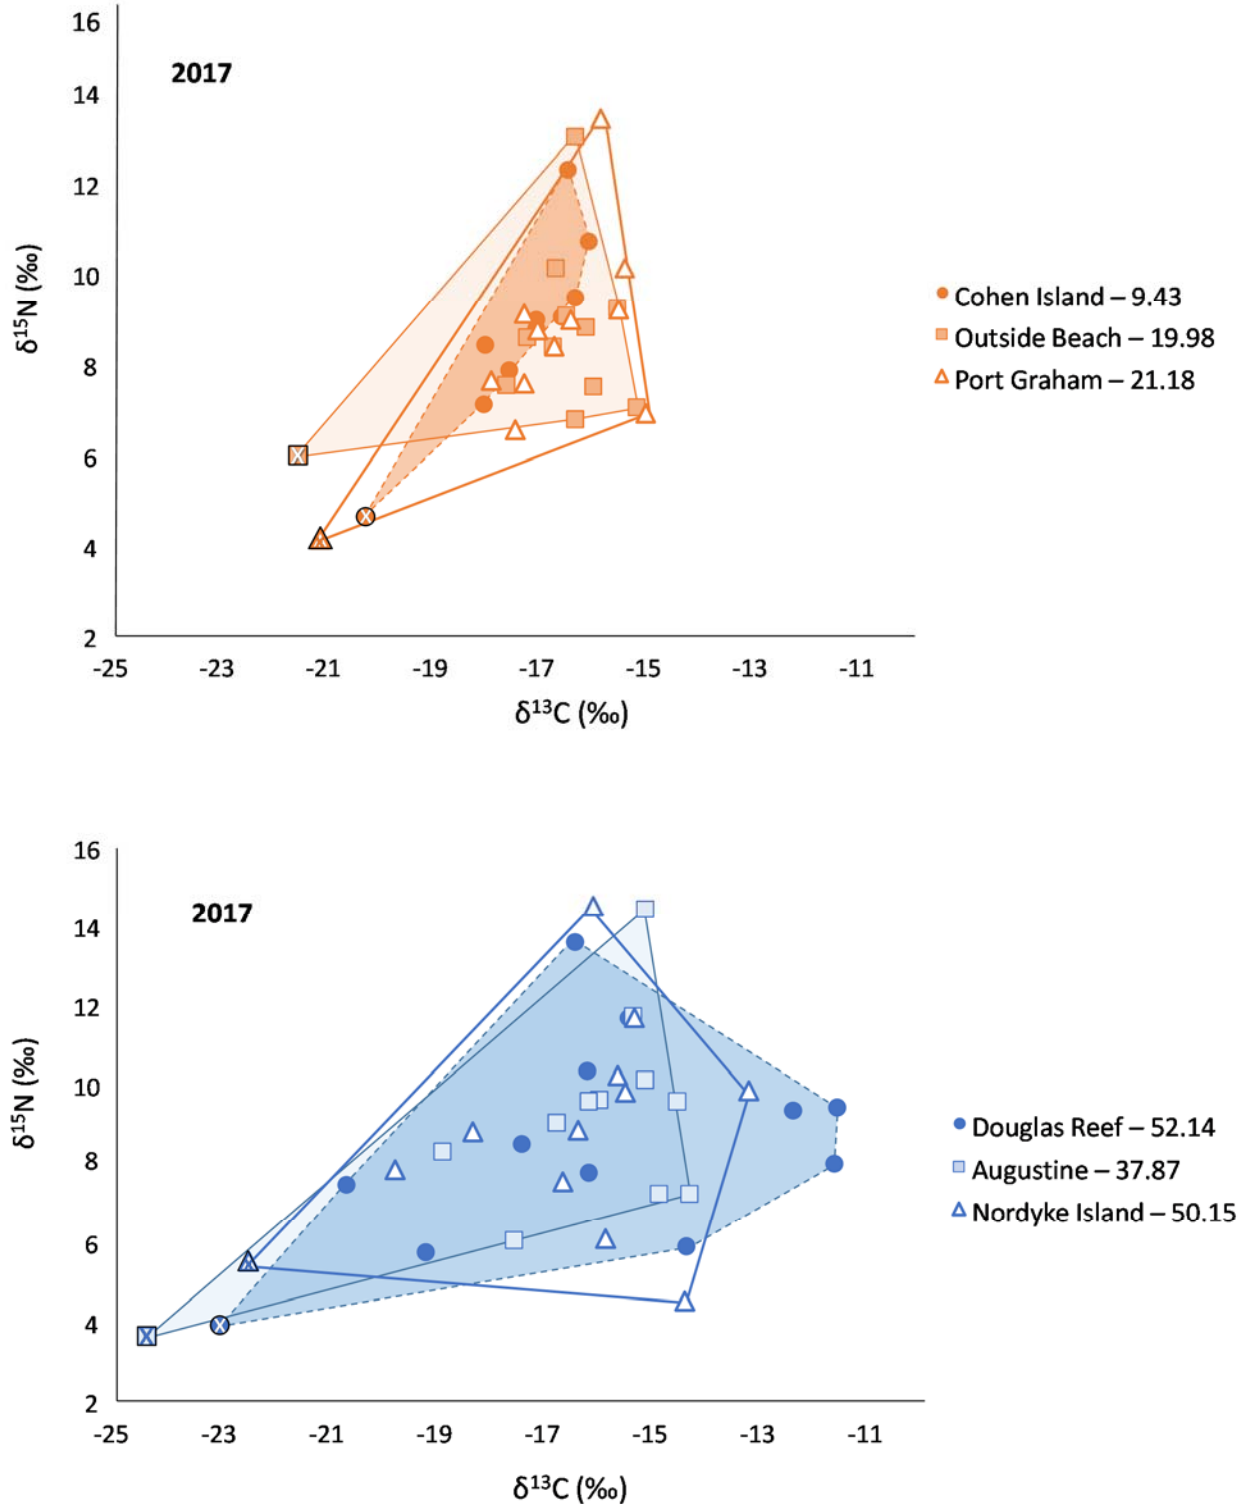 16
2017
14
12
10
8
6
4
2
δ¹⁵N (‰)
-25 -23 -21 -19 -17 -15 -13 -11
δ¹³C (‰)
Cohen Island – 9.43
Outside Beach – 19.98
Port Graham – 21.18
16
2017
14
12
10
8
6
4
2
δ¹⁵N (‰)
-25 -23 -21 -19 -17 -15 -13 -11
δ¹³C (‰)
Douglas Reef – 52.14
Augustine – 37.87
Nordyke Island – 50.15